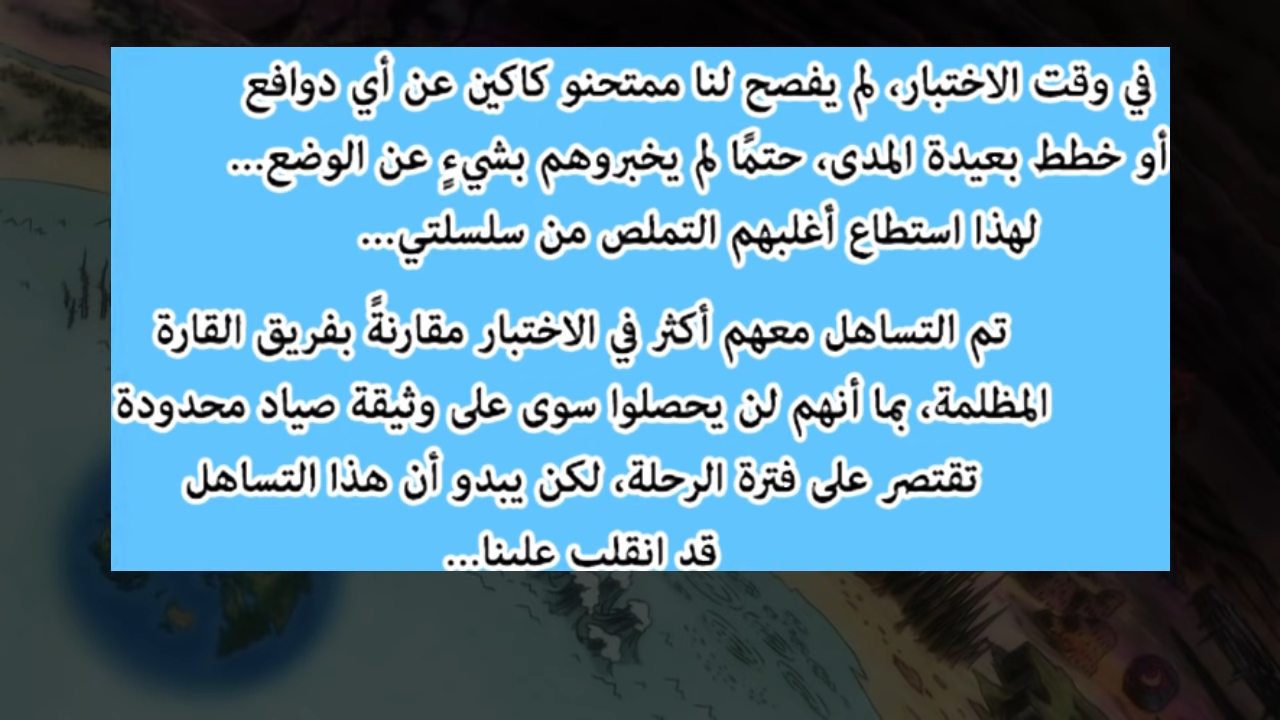 في وقت الاختبار، لم يفصح لنا ممتحنو كاكين عن أي دوافع
أو خطط بعيدة المدى، حتمًا لم يخبروهم بشيءٍ عن الوضع...
لهذا استطاع أغلبهم التملص من سلسلتي...
تم التساهل معهم أكثر في الاختبار مقارنةً بفريق القارة
المظلمة، بما أنهم لن يحصلوا سوى على وثيقة صياد محدودة
تقتصر على فترة الرحلة، لكن يبدو أن هذا التساهل
قد انقلب علينا...